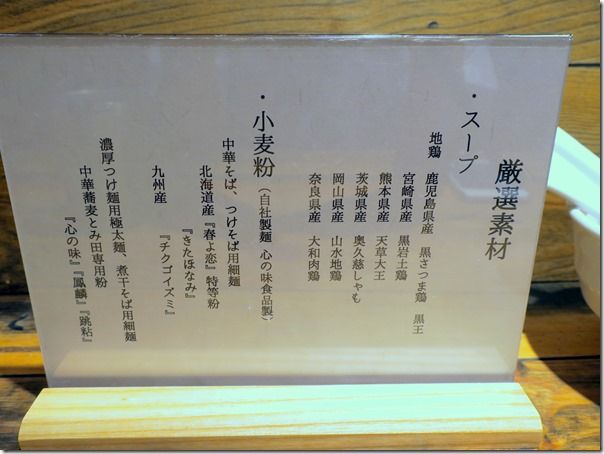 厳選素材
・スープ
地鶏 鹿児島県産 黒さつま鶏 黒王
宮崎県産 黒岩土鶏
熊本県産 天草大王
茨城県産 奥久慈しゃも
岡山県産 山水地鶏
奈良県産 大和肉鶏
・小麦粉(自社製麺 心の味食品製)
中華そば、つけそば用細麺
北海道産『春よ恋』特等粉
『きたほなみ』
九州産 『チクゴイズミ』
濃厚つけ麺用極太麺、煮干そば用細麺
中華蕎麦とみ田専用粉
『心の味』『鳳麟』『跳粘』